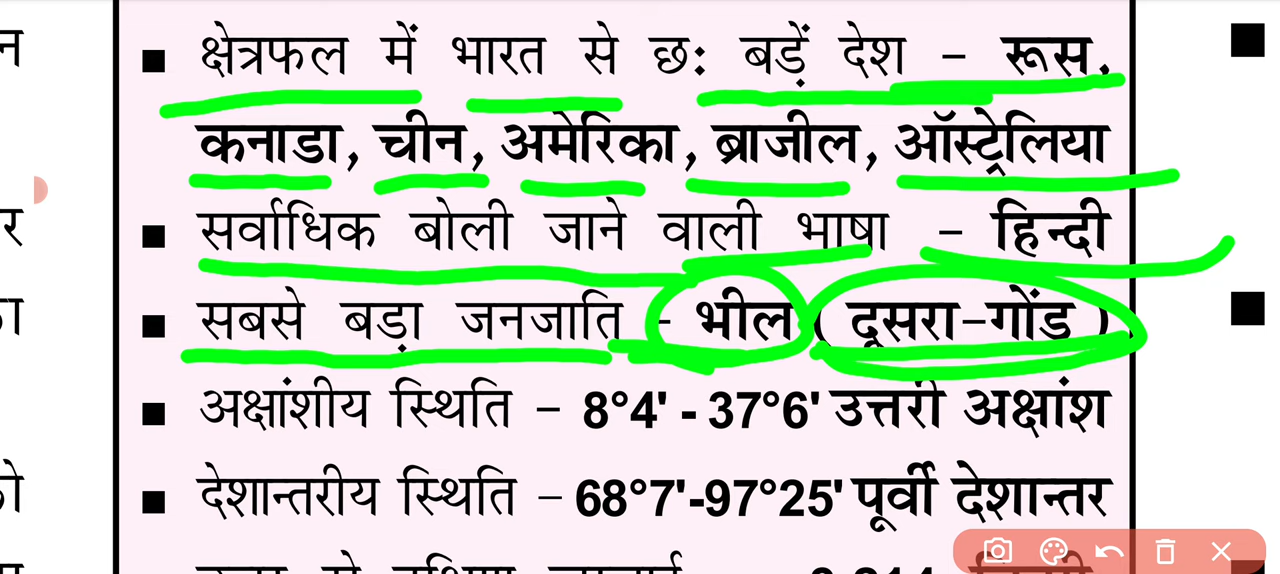 ■ क्षेत्रफल में भारत से छः बड़ें देश – रूस,
कनाडा, चीन, अमेरिका, ब्राजील, ऑस्ट्रेलिया
■ सर्वाधिक बोली जाने वाली भाषा – हिन्दी
■ सबसे बड़ा जनजाति - भील ( दूसरा–गोंड )
■ अक्षांशीय स्थिति – 8°4' - 37°6' उत्तरी अक्षांश
■ देशान्तरीय स्थिति – 68°7'-97°25' पूर्वी देशान्तर